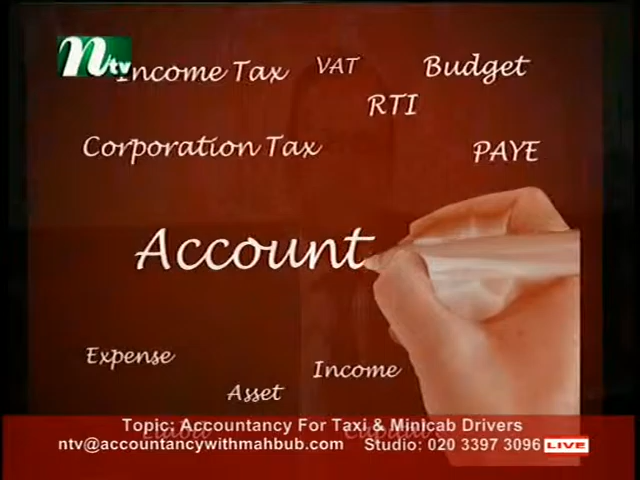 ntv
Income Tax VAT Budget
RTI
Corporation Tax PAYE
Account
Expense
Income
Asset
Topic: Accountancy For Taxi & Minicab Drivers
ntv@accountancywithmahbub.com Studio: 020 3397 3096 LIVE